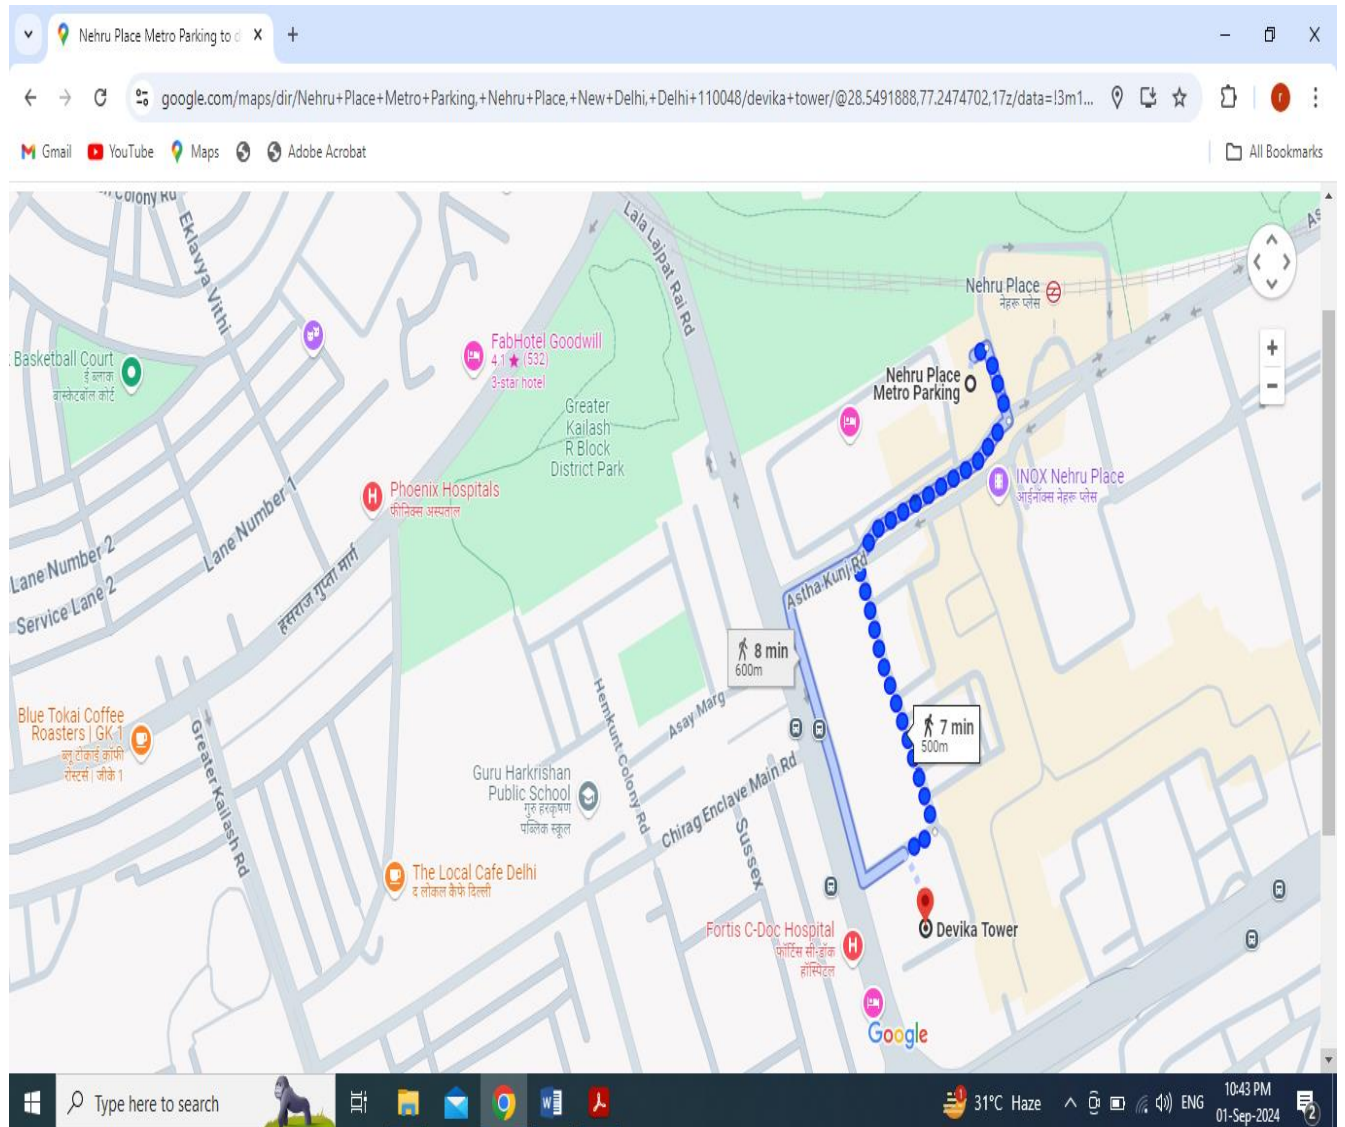 Nehru Place Metro Parking to d
google.com/maps/dir/Nehru+Place+Metro+Parking,+Nehru+Place,+New+Delhi,+Delhi+110048/devika+tower/@28.5491888,77.2474702,17z/data=!3m1...
r
Gmail
YouTube
Maps
Adobe Acrobat
All Bookmarks
Colony Rd
Eklavya Vithi
Lala Lajpat Rai Rd
As
Nehru Place
नेहरू प्लेस
FabHotel Goodwill
4.1 ★ (532)
3-star hotel
Basketball Court
ई ब्लाक
बास्केटबॉल कोर्ट
Nehru Place
Metro Parking
Greater
Kailash
R Block
District Park
INOX Nehru Place
आईनॉक्स नेहरू प्लेस
Phoenix Hospitals
फीनिक्स अस्पताल
Lane Number 1
Lane Number 2
Service Lane 2
हंसराज गुप्ता मार्ग
Astha Kunj Rd
8 min
600m
Asay Marg
Hemkunt Colony Rd
7 min
500m
Blue Tokai Coffee
Roasters | GK 1
ब्लू टोकाई कॉफी
रोस्टर्स | जीके 1
Greater Kailash Rd
Guru Harkrishan
Public School
गुरु हरकृषण
पब्लिक स्कूल
Chirag Enclave Main Rd
Sussex
The Local Cafe Delhi
द लोकल कैफे दिल्ली
Fortis C-Doc Hospital
फोर्टिस सी-डॉक
हॉस्पिटल
Devika Tower
Google
Type here to search
31°C Haze
ENG
10:43 PM
01-Sep-2024
2